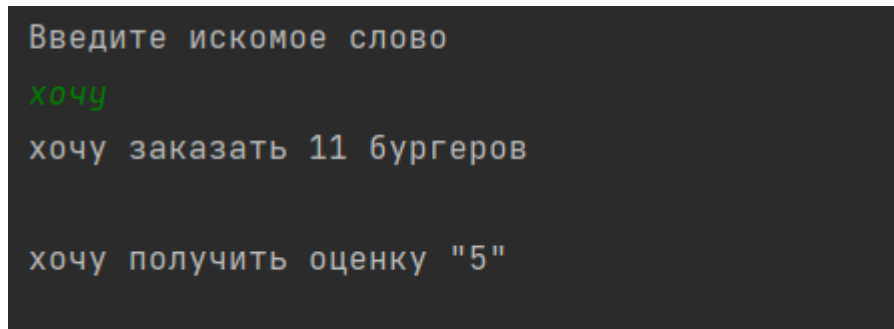 Введите искомое слово
хочу
хочу заказать 11 бургеров
хочу получить оценку "5"